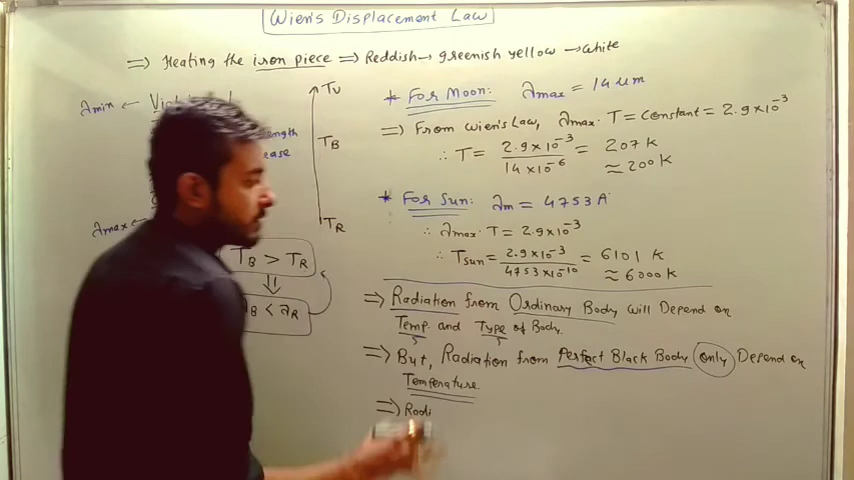 Wien's Displacement Law
⇒ Heating the iron piece ⇒ Reddish → greenish yellow → White
λmin ←
λmax ←
ength
ease
Tv
TB
TR
TB > TR
⇓
λB < λR
* For Moon: λmax = 14 μm
⇒ From Wien's Law, λmax. T = Constant = 2.9×10⁻³
∴ T = 2.9×10⁻³ / 14×10⁻⁶ = 207 K
≈ 200 K
* For Sun: λm = 4753 A°
∴ λmax. T = 2.9×10⁻³
∴ Tsun = 2.9×10⁻³ / 4753×10⁻¹⁰ = 6101 K
≈ 6000 K
⇒ Radiation from Ordinary Body will Depend on
Temp. and Type of Body.
⇒ But, Radiation from Perfect Black Body only Depend on
Temperature
⇒ Radi